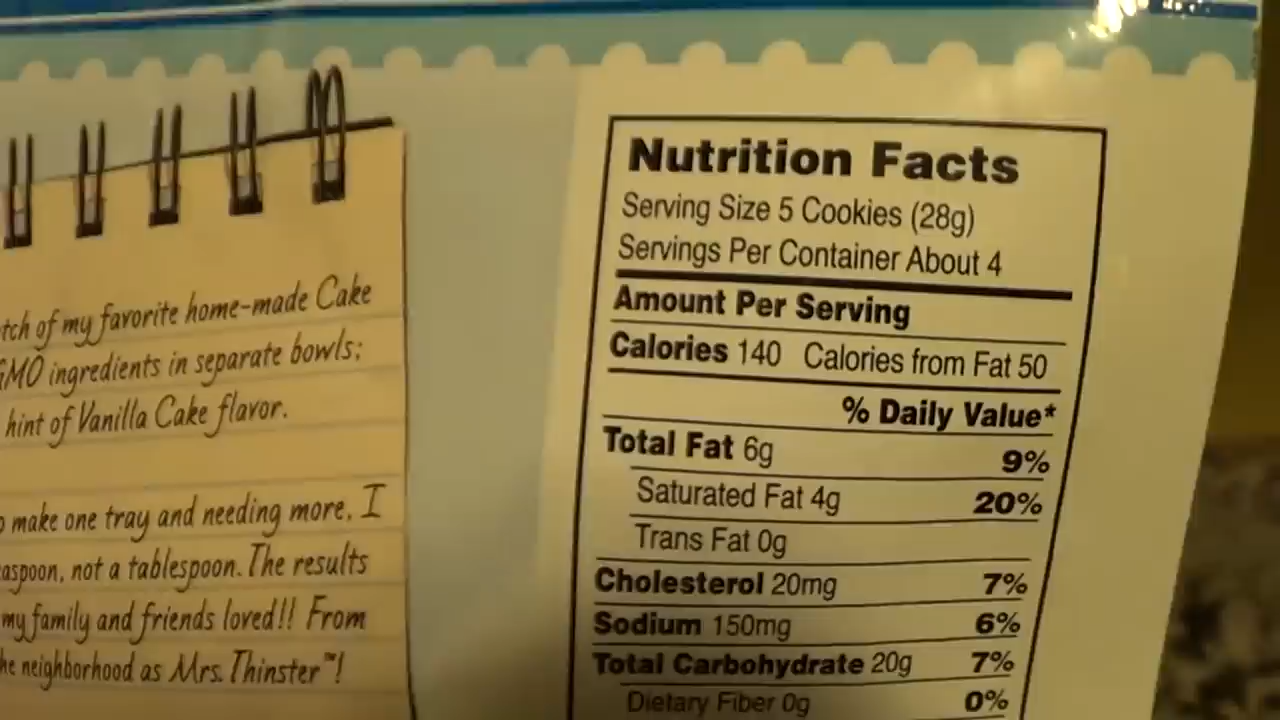 tch of my favorite home-made Cake
GMO ingredients in separate bowls;
hint of Vanilla Cake flavor.
o make one tray and needing more. I
easpoon, not a tablespoon. The results
my family and friends loved!! From
he neighborhood as Mrs. Thinster™!
Nutrition Facts
Serving Size 5 Cookies (28g)
Servings Per Container About 4
Amount Per Serving
Calories 140 Calories from Fat 50
% Daily Value*
Total Fat 6g 9%
Saturated Fat 4g 20%
Trans Fat 0g
Cholesterol 20mg 7%
Sodium 150mg 6%
Total Carbohydrate 20g 7%
Dietary Fiber 0g 0%